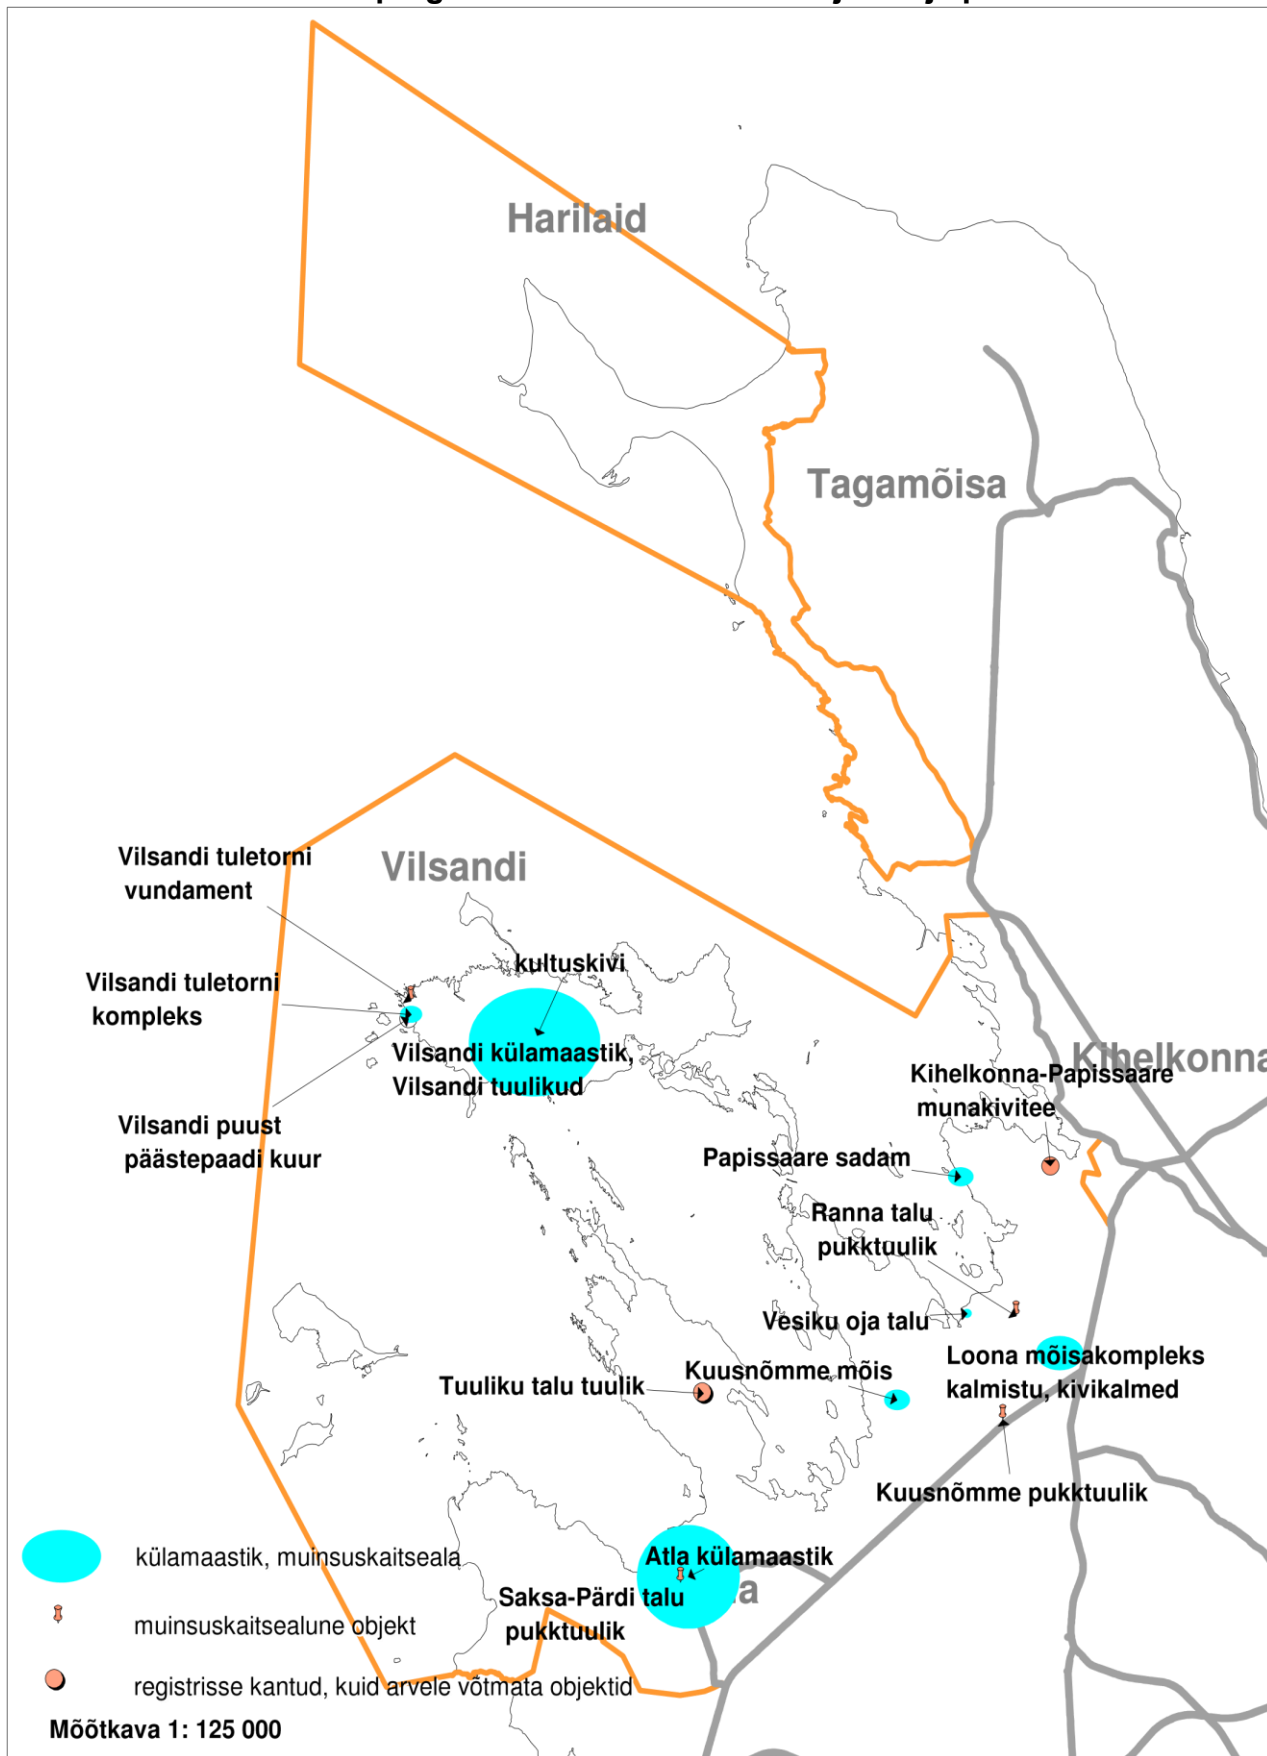 Harilaid
Tagamõisa
Vilsandi tuletorni
vundament
Vilsandi
kultuskivi
Vilsandi tuletorni
kompleks
Vilsandi külamaastik,
Vilsandi tuulikud
Kihelkonna
Kihelkonna-Papissaare
munakivitee
Vilsandi puust
päästepaadi kuur
Papissaare sadam
Ranna talu
pukktuulik
Vesiku oja talu
Loona mõisakompleks
kalmistu, kivikalmed
Kuusnõmme mõis
Tuuliku talu tuulik
Kuusnõmme pukktuulik
Atla külamaastik
Saksa-Pärdi talu
pukktuulik
külamaastik, muinsuskaitseala
muinsuskaitsealune objekt
registrisse kantud, kuid arvele võtmata objektid
Mõõtkava 1: 125 000